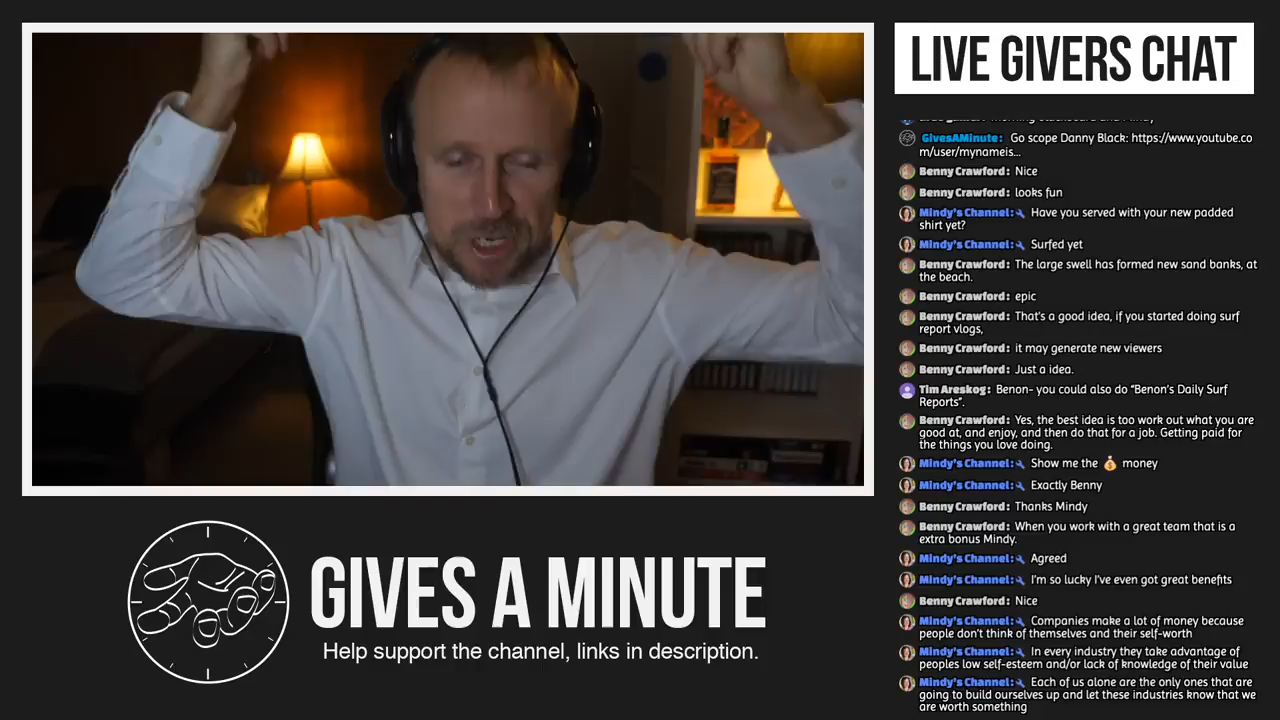 LIVE GIVERS CHAT
morning
and Mindy
GivesAMinute: Go scope Danny Black: https://www.youtube.co
m/user/mynameis...
Benny Crawford: Nice
Benny Crawford: looks fun
Mindy's Channel: Have you served with your new padded
shirt yet?
Mindy's Channel: Surfed yet
Benny Crawford: The large swell has formed new sand banks, at
the beach.
Benny Crawford: epic
Benny Crawford: That's a good idea, if you started doing surf
report vlogs,
Benny Crawford: it may generate new viewers
Benny Crawford: Just a idea.
Tim Areskog: Benon- you could also do "Benon's Daily Surf
Reports".
Benny Crawford: Yes, the best idea is too work out what you are
good at, and enjoy, and then do that for a job. Getting paid for
the things you love doing.
Mindy's Channel: Show me the 💰 money
Mindy's Channel: Exactly Benny
Benny Crawford: Thanks Mindy
Benny Crawford: When you work with a great team that is a
extra bonus Mindy.
Mindy's Channel: Agreed
Mindy's Channel: I'm so lucky I've even got great benefits
Benny Crawford: Nice
Mindy's Channel: Companies make a lot of money because
people don't think of themselves and their self-worth
Mindy's Channel: In every industry they take advantage of
peoples low self-esteem and/or lack of knowledge of their value
Mindy's Channel: Each of us alone are the only ones that are
going to build ourselves up and let these industries know that we
are worth something
GIVES A MINUTE
Help support the channel, links in description.